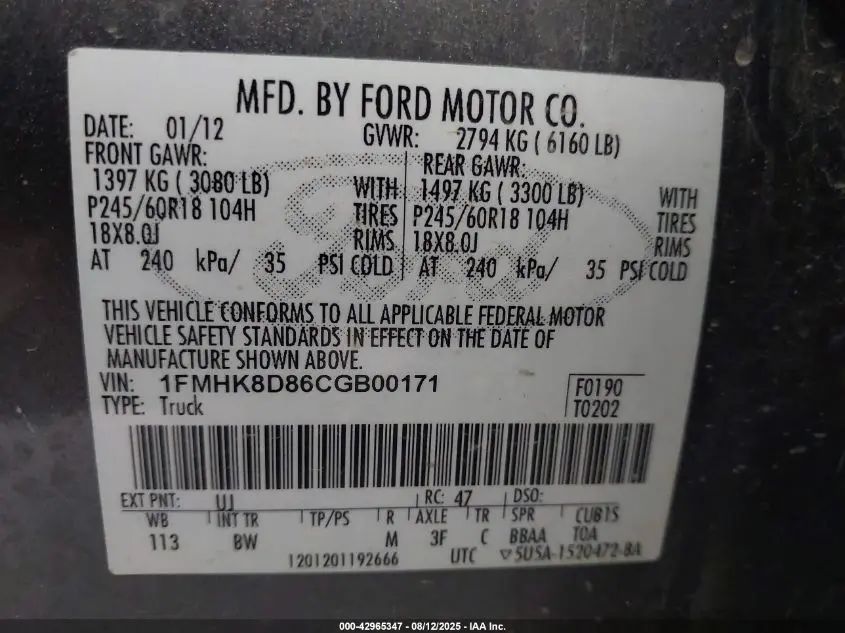 MFD. BY FORD MOTOR CO.
DATE: 01/12 GVWR: 2794 KG ( 6160 LB)
FRONT GAWR: REAR GAWR:
1397 KG ( 3080 LB) WITH 1497 KG ( 3300 LB) WITH
P245/60R18 104H TIRES P245/60R18 104H TIRES
18X8.0J RIMS 18X8.0J RIMS
AT 240 kPa/ 35 PSI COLD AT 240 kPa/ 35 PSI COLD
Ford
THIS VEHICLE CONFORMS TO ALL APPLICABLE FEDERAL MOTOR
VEHICLE SAFETY STANDARDS IN EFFECT ON THE DATE OF
MANUFACTURE SHOWN ABOVE.
VIN: 1FMHK8D86CGB00171 F0190
TYPE: Truck T0202
EXT PNT: UJ RC: 47 DSO:
WB INT TR TP/PS R AXLE TR SPR CUBIS
113 BW M 3F C BBAA TOA
1201201192666 UTC ▽5U5A-1520472-BA
000-42965347 - 08/12/2025 - IAA Inc.